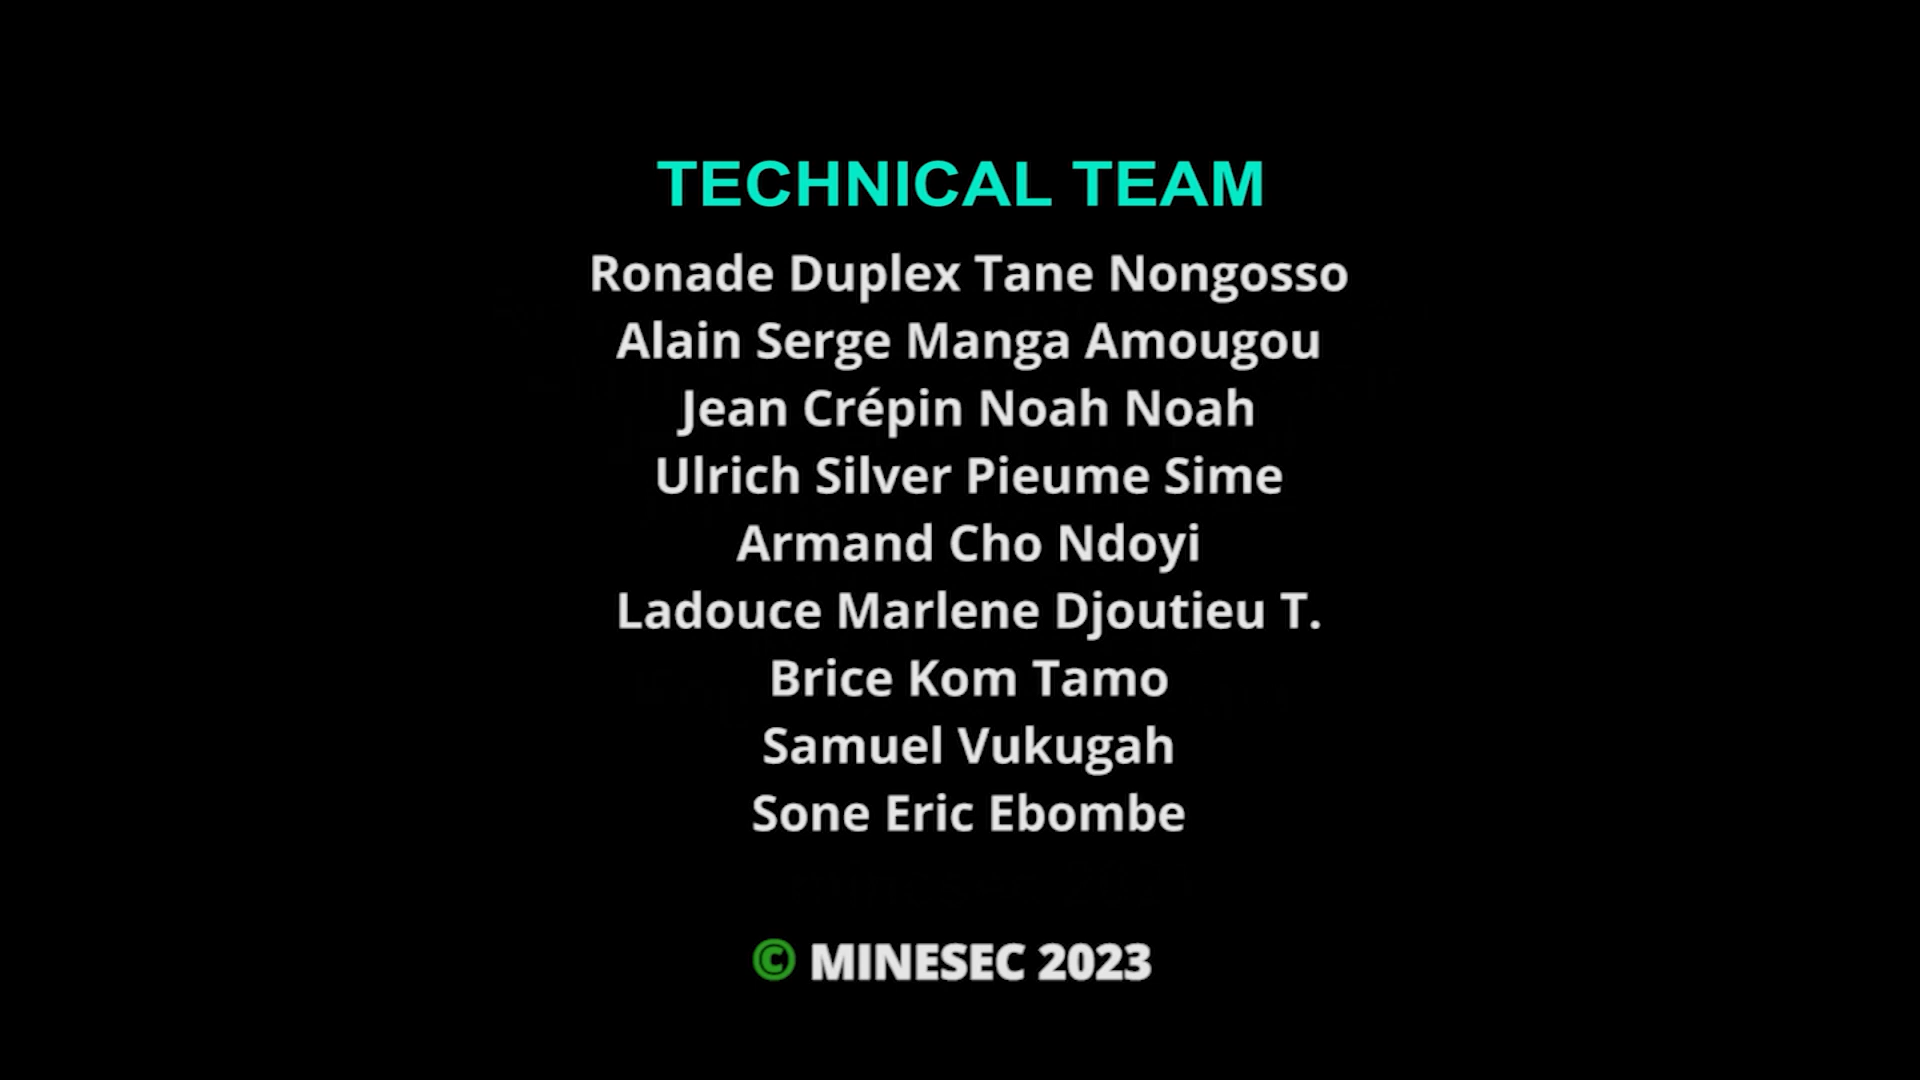 TECHNICAL TEAM
Ronade Duplex Tane Nongosso
Alain Serge Manga Amougou
Jean Crépin Noah Noah
Ulrich Silver Pieume Sime
Armand Cho Ndoyi
Ladouce Marlene Djoutieu T.
Brice Kom Tamo
Samuel Vukugah
Sone Eric Ebombe
© MINESEC 2023